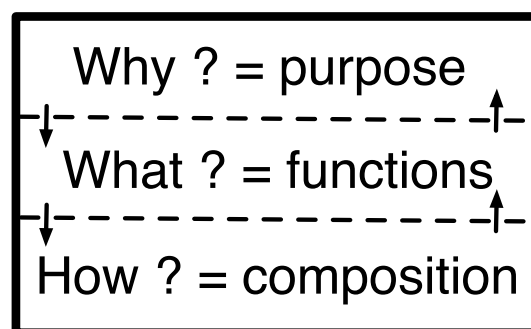 Why ? = purpose
What ? = functions
How ? = composition